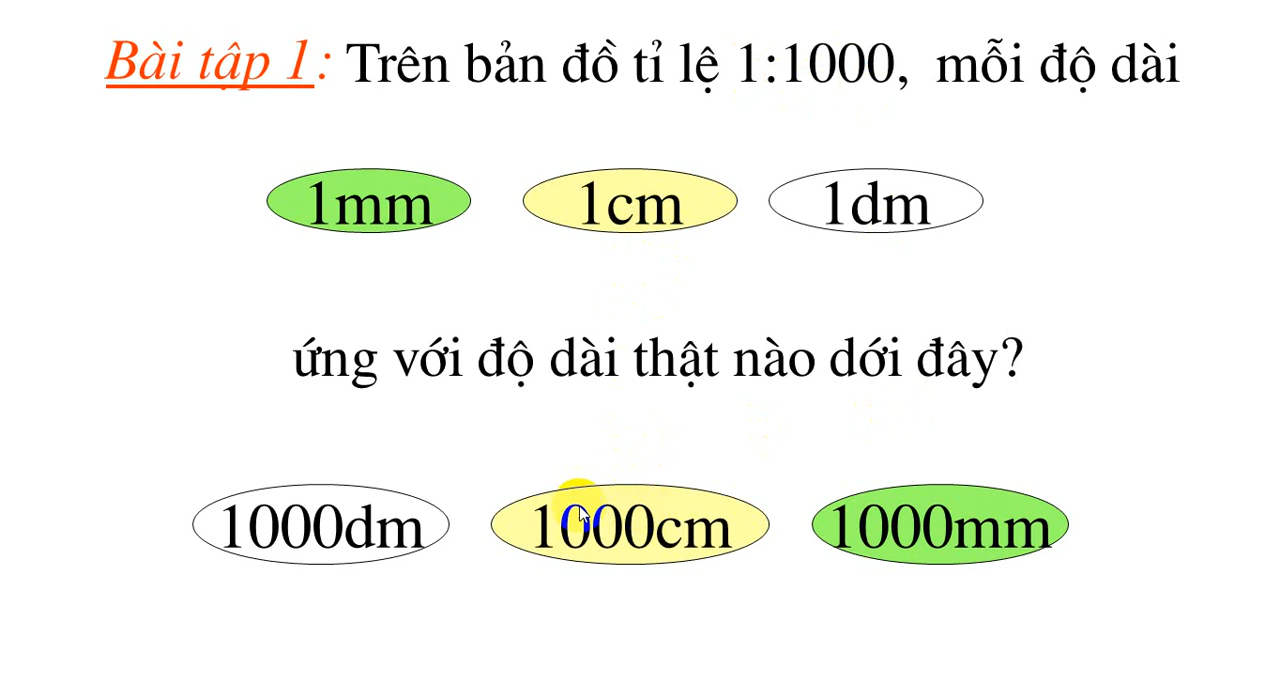 Bài tập 1: Trên bản đồ tỉ lệ 1:1000, mỗi độ dài
1mm 1cm 1dm
ứng với độ dài thật nào dới đây?
1000dm 1000cm 1000mm